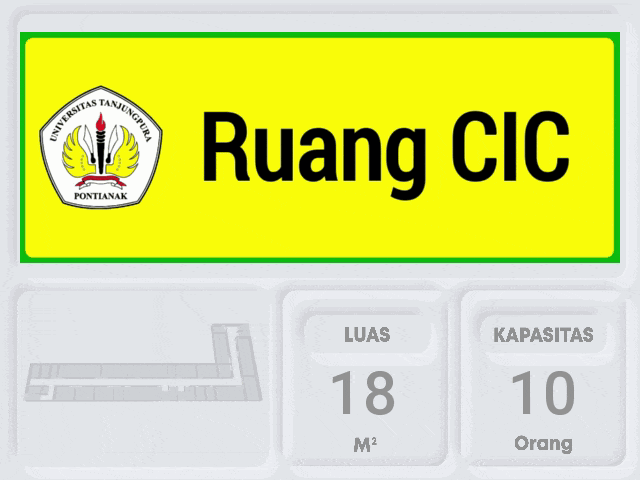 UNIVERSITAS TANJUNGPURA
PONTIANAK
Ruang CIC
LUAS
18
M²
KAPASITAS
10
Orang